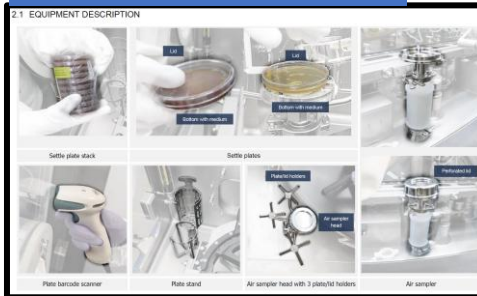 2.1 EQUIPMENT DESCRIPTION
Lid
Bottom with medium
Lid
Bottom with medium
Settle plate stack
Settle plates
Plate/lid holders
Air sampler head
Perforated lid
Plate barcode scanner
Plate stand
Air sampler head with 3 plate/lid holders
Air sampler